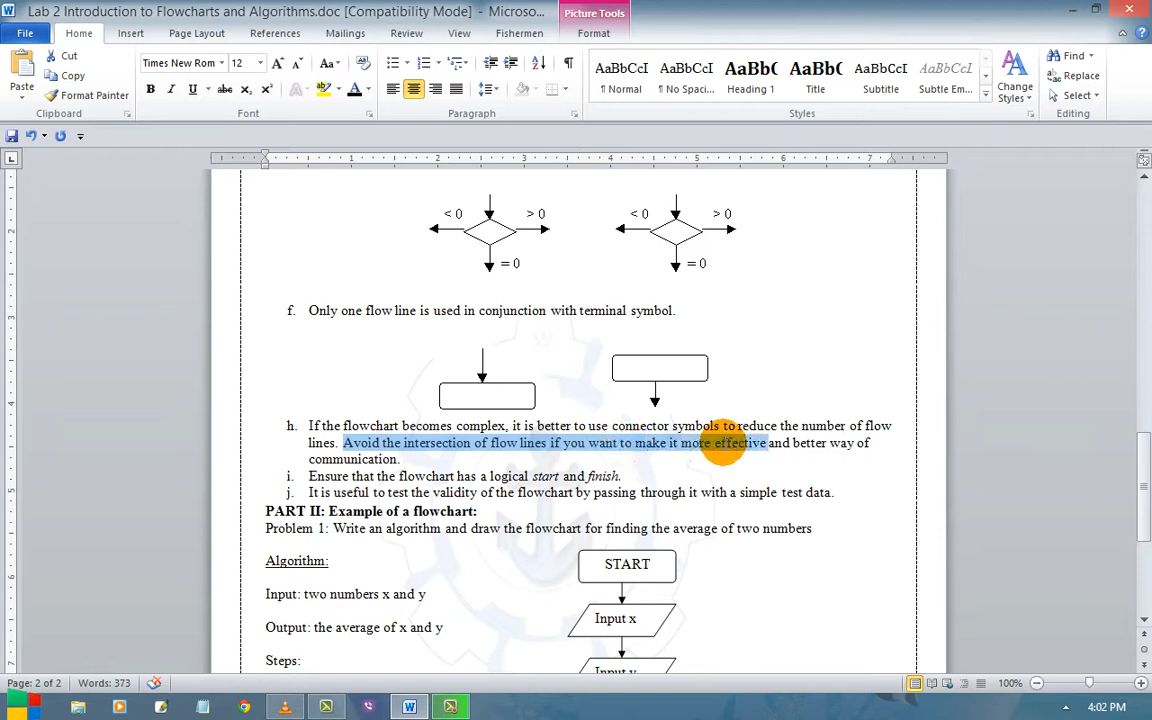 Lab 2 Introduction to Flowcharts and Algorithms.doc [Compatibility Mode] - Microso...
Picture Tools
File Home Insert Page Layout References Mailings Review View Fishermen Format
Cut
Copy
Format Painter
Paste
Clipboard
Times New Rom 12
Font
Paragraph
AaBbCcI AaBbCcI AaBbC AaBb( AaBbCcI AaBbCcI
¶ Normal ¶ No Spaci... Heading 1 Title Subtitle Subtle Em...
Styles
Change Styles
Find
Replace
Select
Editing
< 0 > 0 < 0 > 0
= 0 = 0
f. Only one flow line is used in conjunction with terminal symbol.
h. If the flowchart becomes complex, it is better to use connector symbols to reduce the number of flow
lines. Avoid the intersection of flow lines if you want to make it more effective and better way of
communication.
i. Ensure that the flowchart has a logical start and finish.
j. It is useful to test the validity of the flowchart by passing through it with a simple test data.
PART II: Example of a flowchart:
Problem 1: Write an algorithm and draw the flowchart for finding the average of two numbers
Algorithm:
START
Input: two numbers x and y
Input x
Output: the average of x and y
Steps:
Input y
Page: 2 of 2 Words: 373 100%
4:02 PM